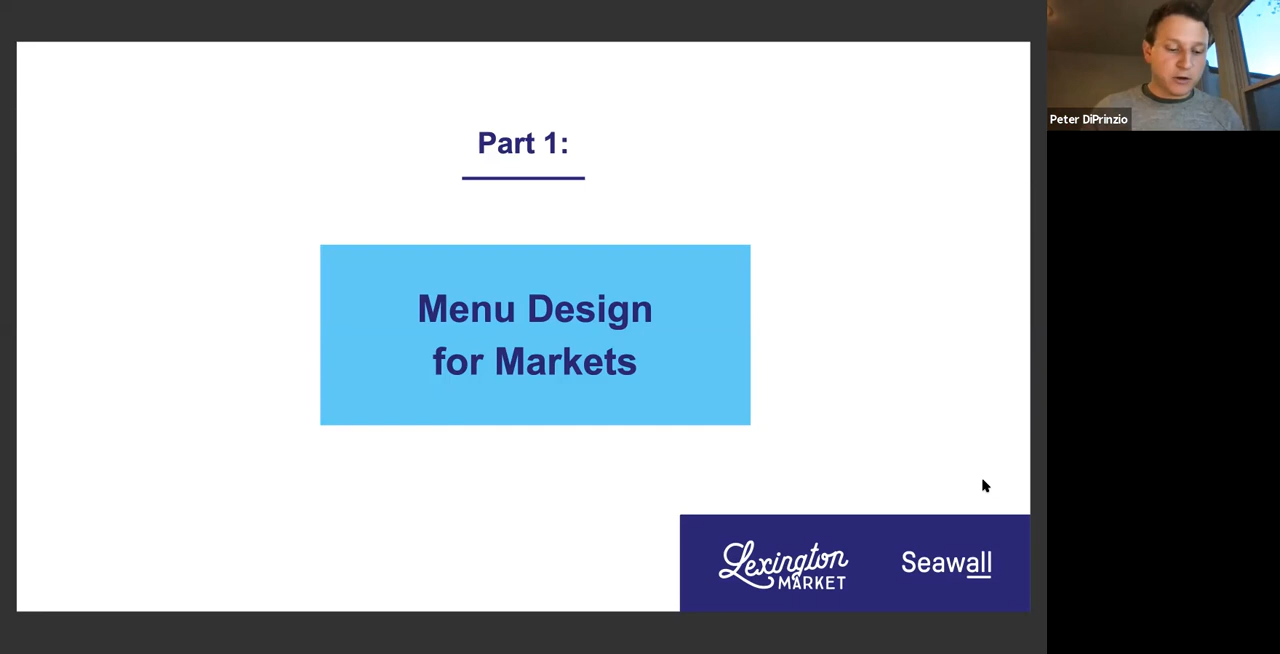 Part 1:
Menu Design
for Markets
Lexington
MARKET
Seawall
Peter DiPrinzio